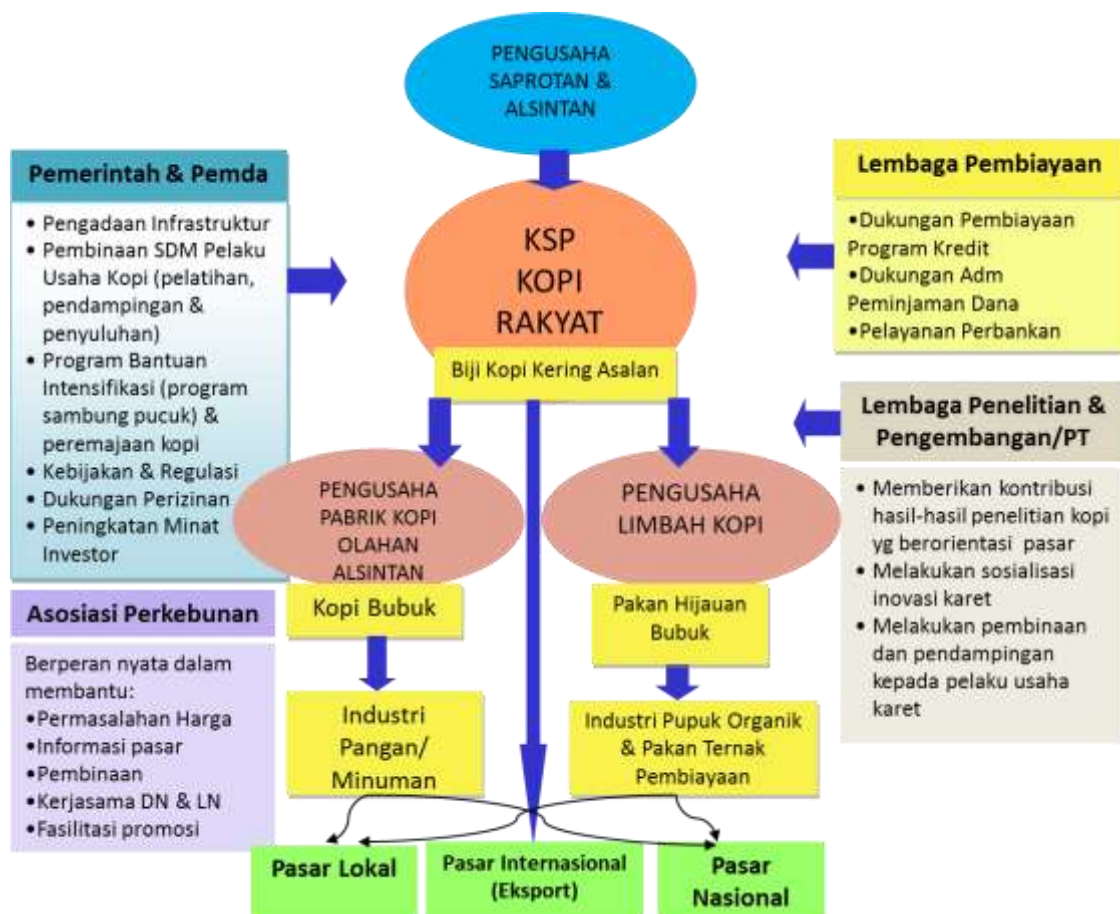 PENGUSAHA
SAPROTAN &
ALSINTAN
Pemerintah & Pemda
• Pengadaan Infrastruktur
• Pembinaan SDM Pelaku
Usaha Kopi (pelatihan,
pendampingan &
penyuluhan)
• Program Bantuan
Intensifikasi (program
sambung pucuk) &
peremajaan kopi
• Kebijakan & Regulasi
• Dukungan Perizinan
• Peningkatan Minat
Investor
KSP
KOPI
RAKYAT
Biji Kopi Kering Asalan
Lembaga Pembiayaan
•Dukungan Pembiayaan
Program Kredit
•Dukungan Adm
Peminjaman Dana
•Pelayanan Perbankan
Lembaga Penelitian &
Pengembangan/PT
• Memberikan kontribusi
hasil-hasil penelitian kopi
yg berorientasi pasar
• Melakukan sosialisasi
inovasi karet
• Melakukan pembinaan
dan pendampingan
kepada pelaku usaha
karet
PENGUSAHA
PABRIK KOPI
OLAHAN
ALSINTAN
Kopi Bubuk
PENGUSAHA
LIMBAH KOPI
Pakan Hijauan
Bubuk
Asosiasi Perkebunan
Berperan nyata dalam
membantu:
•Permasalahan Harga
•Informasi pasar
•Pembinaan
•Kerjasama DN & LN
•Fasilitasi promosi
Industri
Pangan/
Minuman
Industri Pupuk Organik
& Pakan Ternak
Pembiayaan
Pasar Lokal
Pasar Internasional
(Eksport)
Pasar
Nasional